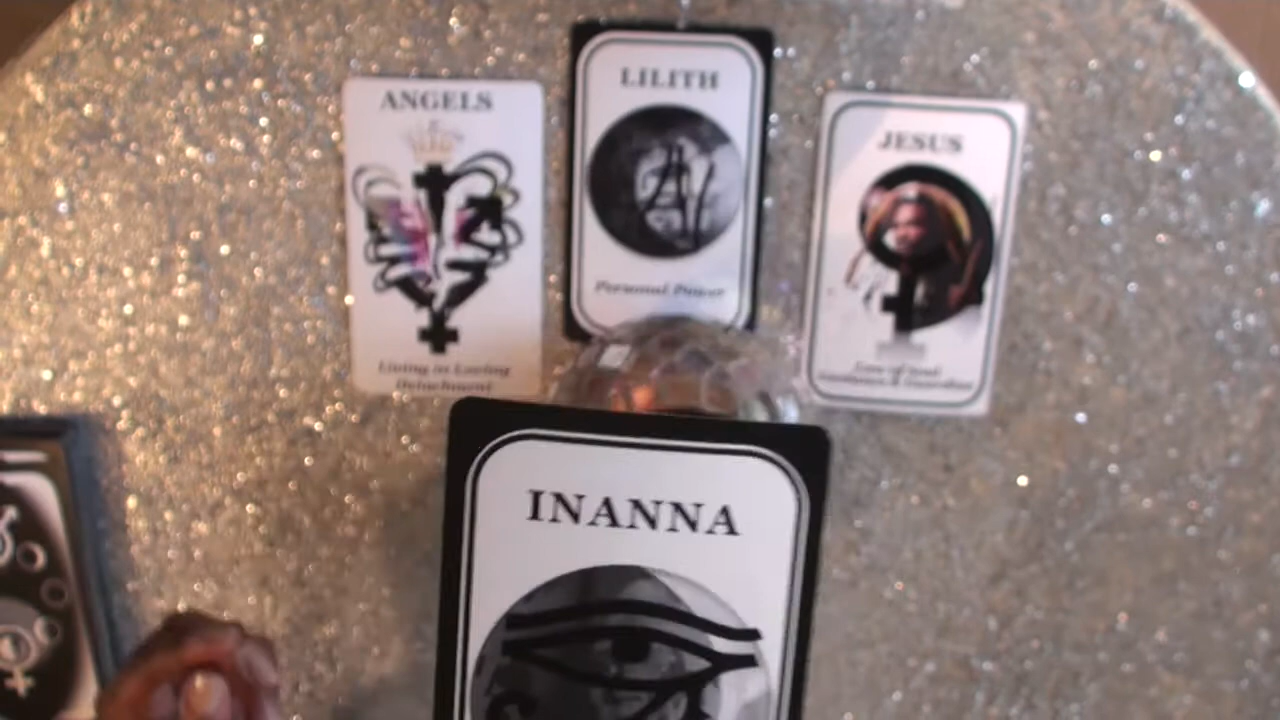 ANGELS
Living in Loving
Detachment
LILITH
Personal Power
JESUS
INANNA